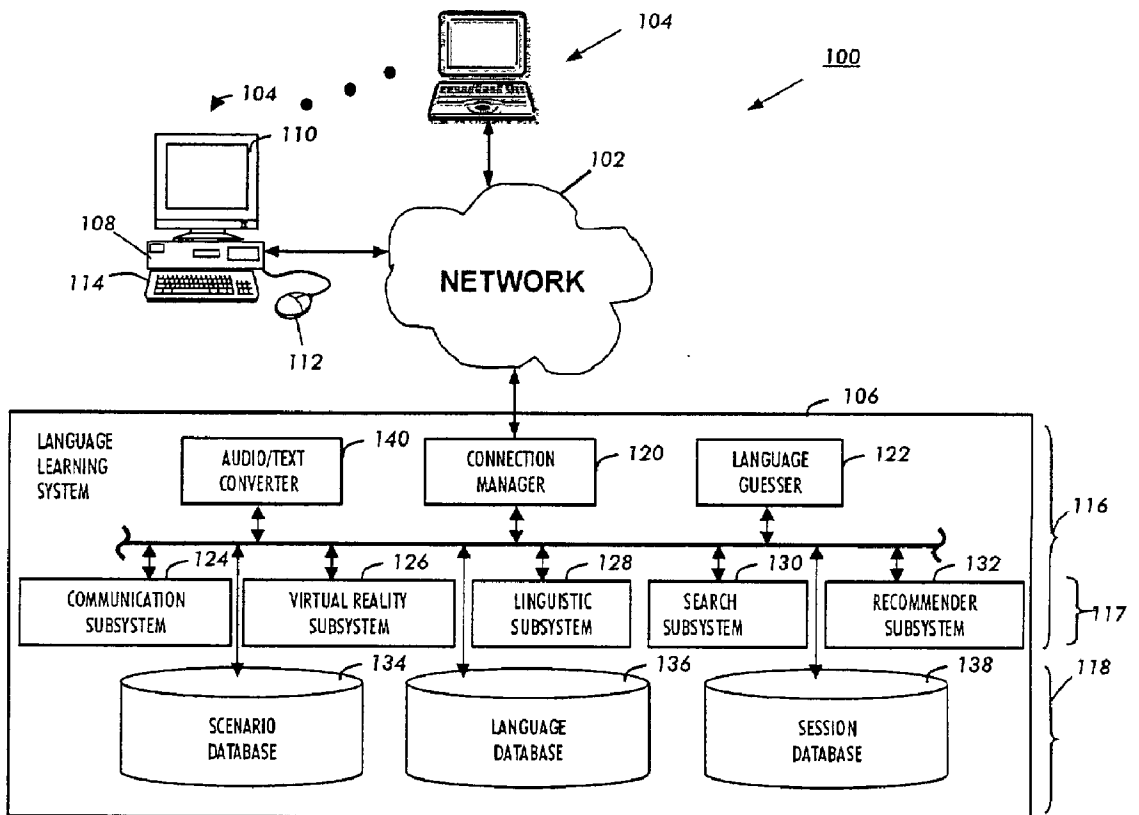 104
100
104
110
102
108
NETWORK
114
112
106
LANGUAGE
LEARNING
SYSTEM
140
AUDIO/TEXT
CONVERTER
CONNECTION
MANAGER
120
LANGUAGE
GUESSER
122
116
124
126
128
130
132
COMMUNICATION
SUBSYSTEM
VIRTUAL REALITY
SUBSYSTEM
LINGUISTIC
SUBSYSTEM
SEARCH
SUBSYSTEM
RECOMMENDER
SUBSYSTEM
117
134
136
138
118
SCENARIO
DATABASE
LANGUAGE
DATABASE
SESSION
DATABASE